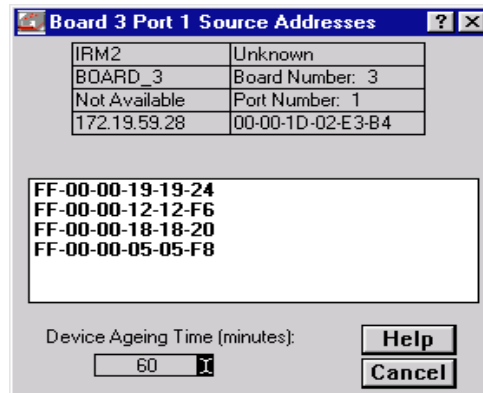 Board 3 Port 1 Source Addresses
IRM2 Unknown
BOARD_3 Board Number: 3
Not Available Port Number: 1
172.19.59.28 00-00-1D-02-E3-B4
FF-00-00-19-19-24
FF-00-00-12-12-F6
FF-00-00-18-18-20
FF-00-00-05-05-F8
Device Ageing Time (minutes):
60
Help
Cancel